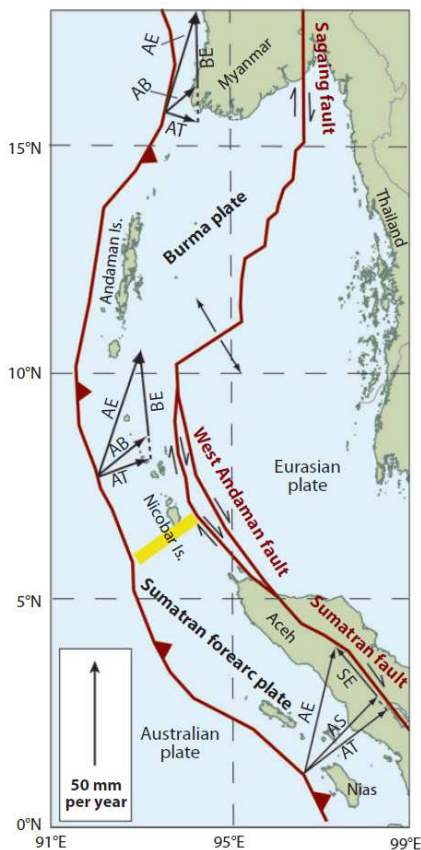 AE
BE
Myanmar
Sagaing fault
AB
AT
15°N
Thailand
Andaman Is.
Burma plate
10°N
AE
BE
AB
AT
West Andaman fault
Eurasian
plate
Nicobar Is.
5°N
Aceh
Sumatran fault
Sumatran forearc plate
SE
AE
AS
AT
Australian
plate
50 mm
per year
Nias
0°N
91°E
95°E
99°E